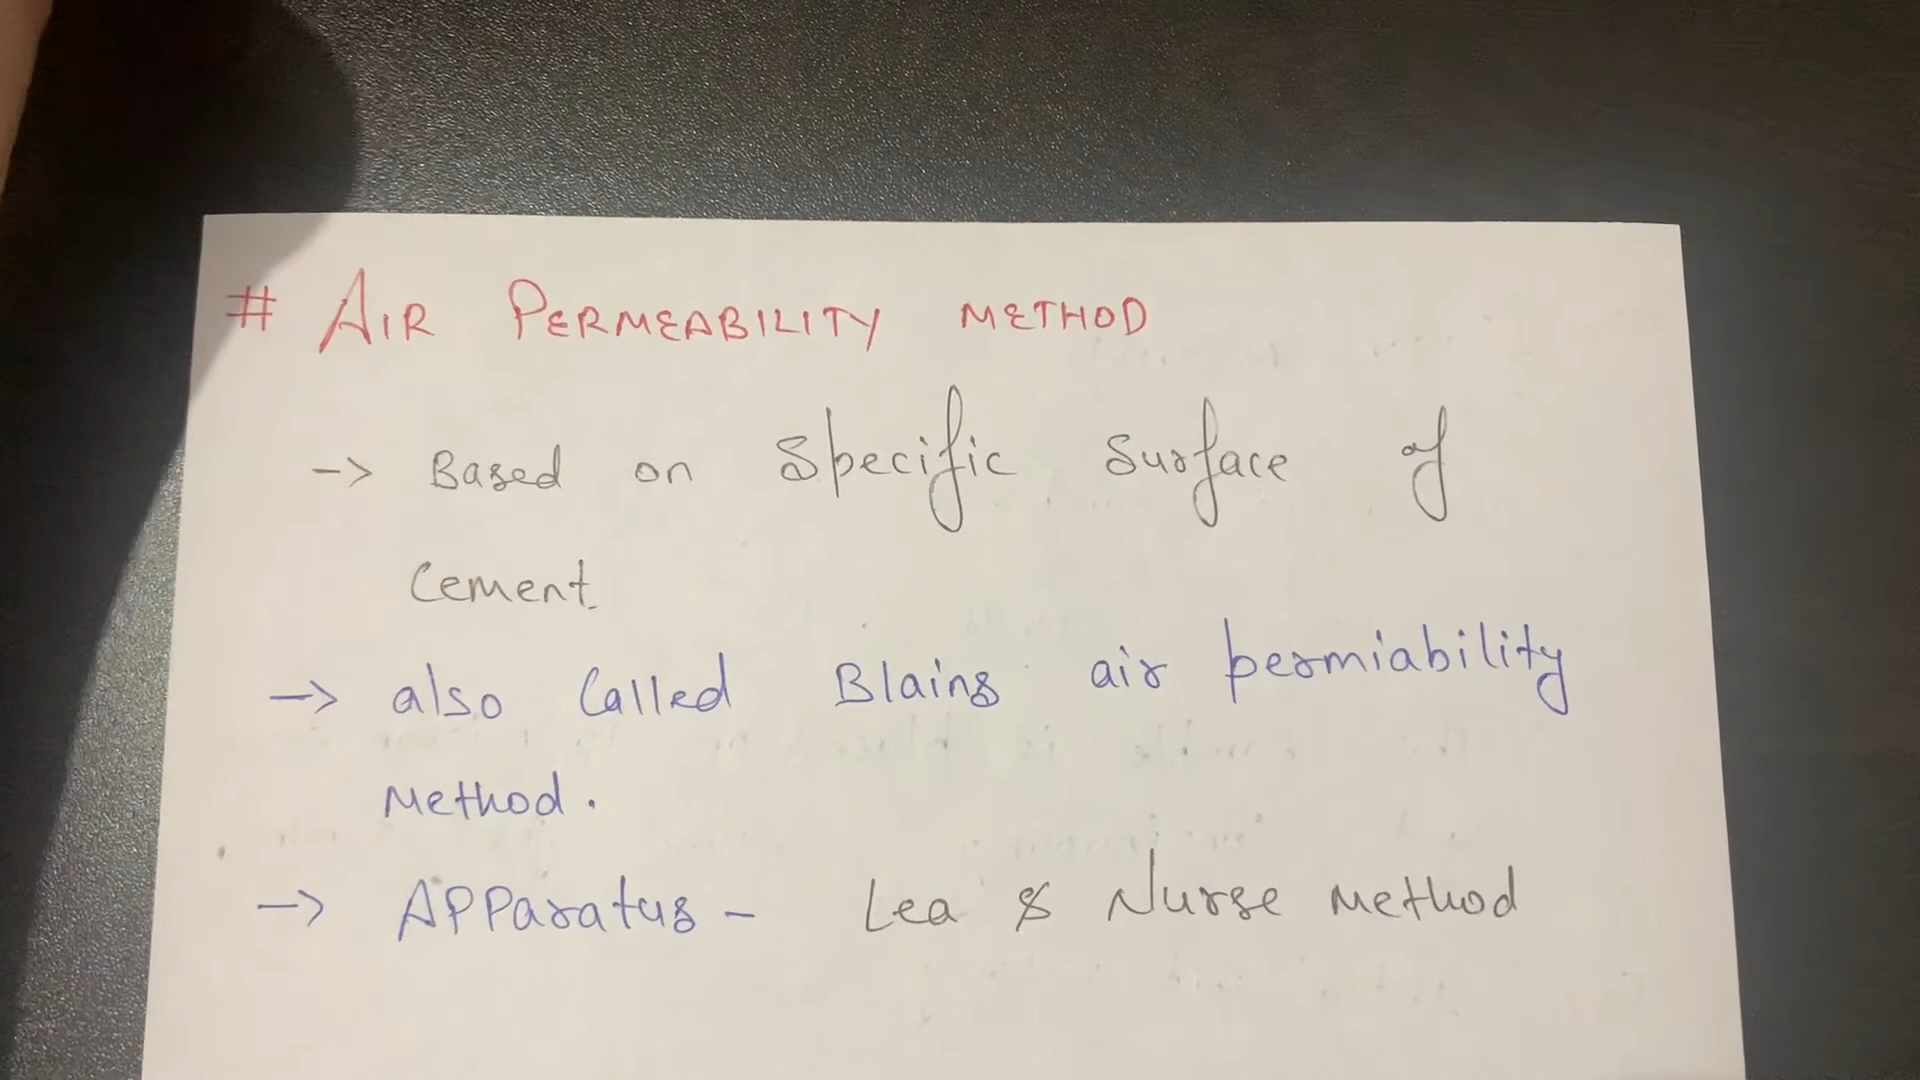 # AIR PERMEABILITY METHOD
-> Based on Specific Surface of
Cement
-> also Called Blains air permiability
Method.
-> APParatus - Lea & Nurse Method